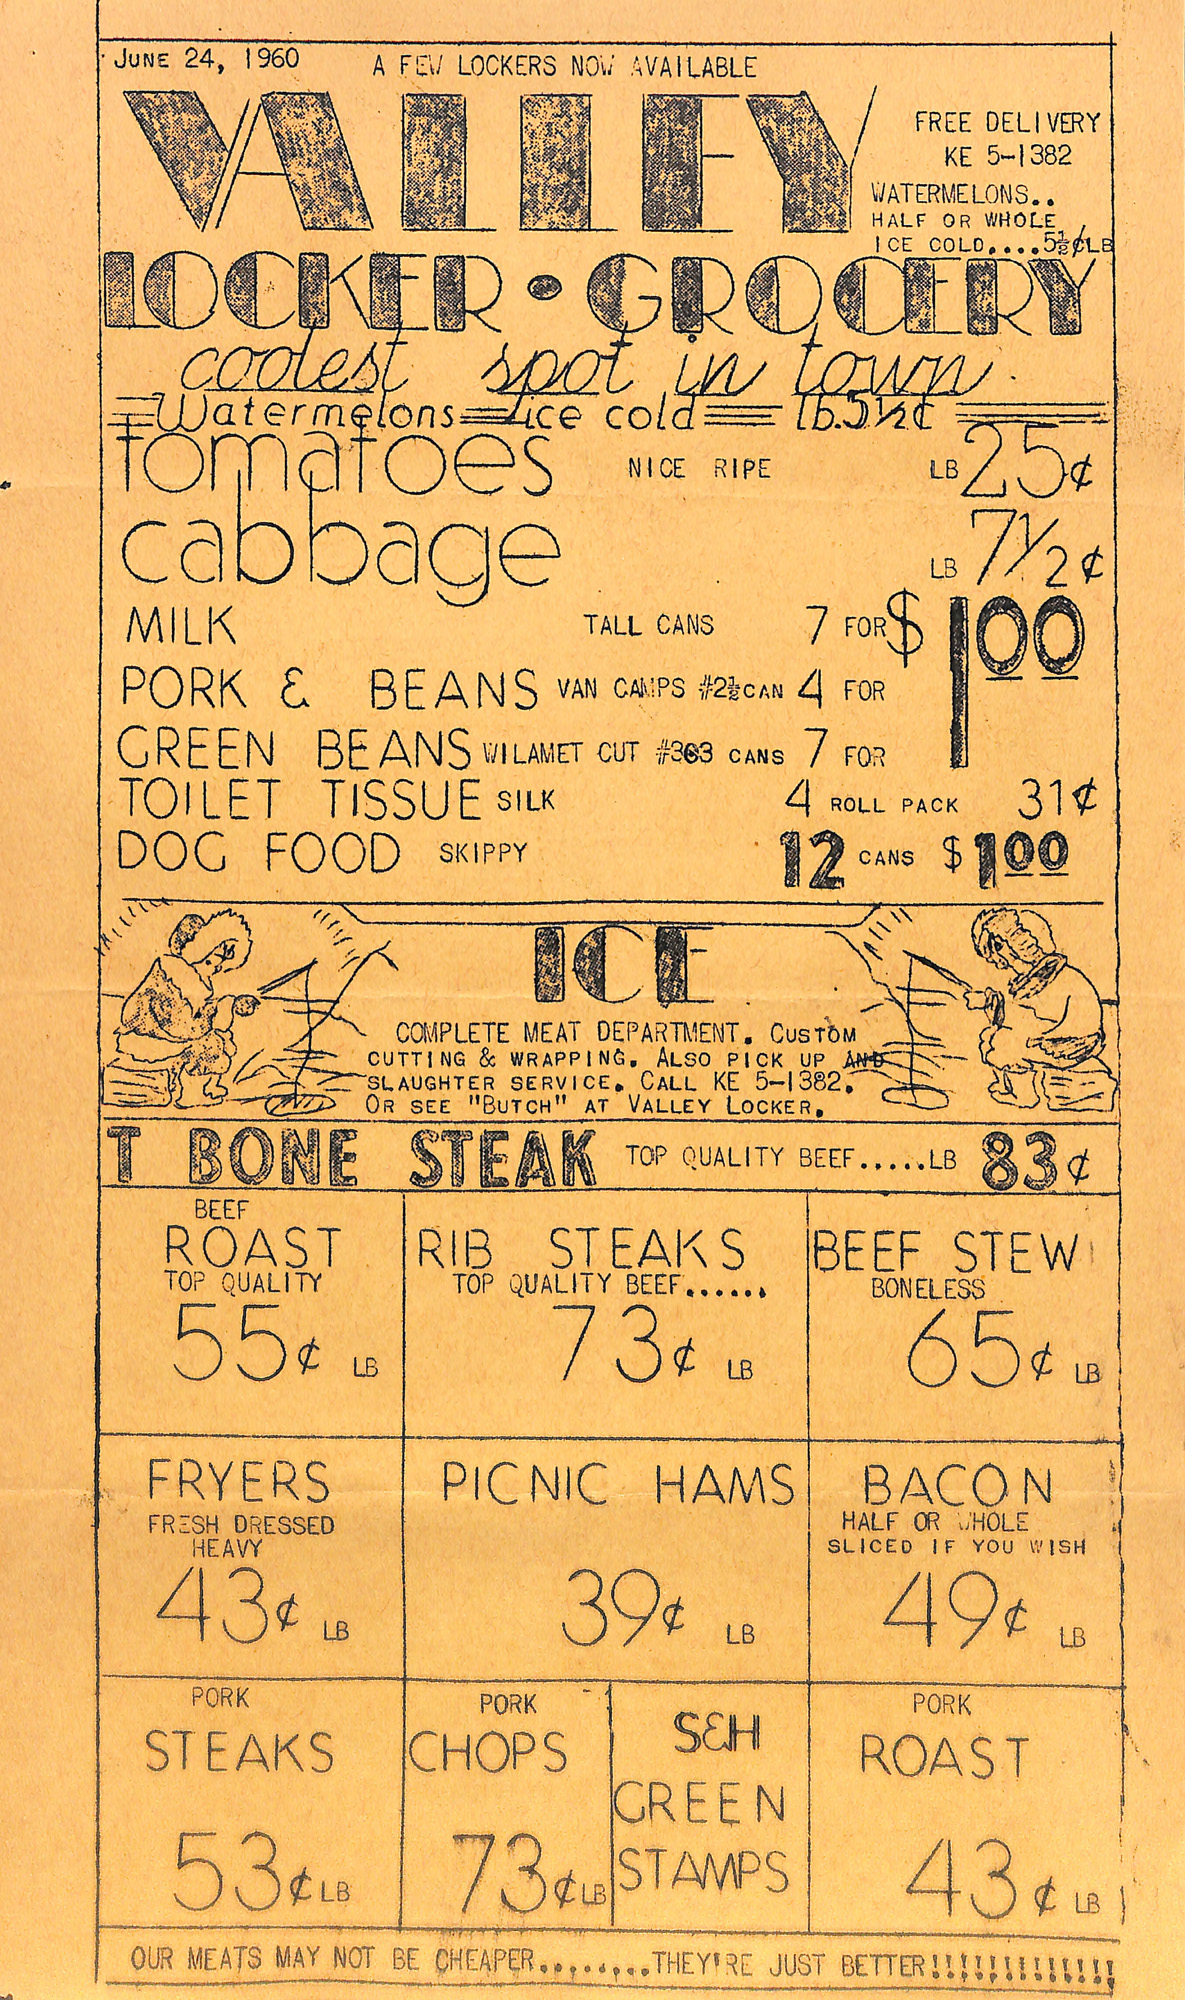 JUNE 24, 1960 A FEW LOCKERS NOW AVAILABLE
VALLEY
FREE DELIVERY
KE 5-1382
WATERMELONS..
HALF OR WHOLE
ICE COLD....5½¢LB
LOCKER • GROCERY
coolest spot in town
Watermelons ice cold lb.5½¢
tomatoes NICE RIPE LB 25¢
cabbage LB 7½¢
MILK TALL CANS 7 FOR $1.00
PORK & BEANS VAN CAMPS #2½CAN 4 FOR
GREEN BEANS WILAMET CUT #303 CANS 7 FOR
TOILET TISSUE SILK 4 ROLL PACK 31¢
DOG FOOD SKIPPY 12 CANS $1 00
ICE
COMPLETE MEAT DEPARTMENT. CUSTOM
CUTTING & WRAPPING. ALSO PICK UP AND
SLAUGHTER SERVICE. CALL KE 5-1382.
OR SEE "BUTCH" AT VALLEY LOCKER.
T BONE STEAK TOP QUALITY BEEF.....LB 83¢
BEEF
ROAST
TOP QUALITY
55¢ LB
RIB STEAKS
TOP QUALITY BEEF......
73¢ LB
BEEF STEW
BONELESS
65¢ LB
FRYERS
FRESH DRESSED
HEAVY
43¢ LB
PICNIC HAMS
39¢ LB
BACON
HALF OR WHOLE
SLICED IF YOU WISH
49¢ LB
PORK
STEAKS
53¢ LB
PORK
CHOPS
73¢ LB
S&H
GREEN
STAMPS
PORK
ROAST
43¢ LB
OUR MEATS MAY NOT BE CHEAPER.........THEY'RE JUST BETTER!!!!!!!!!!!!!